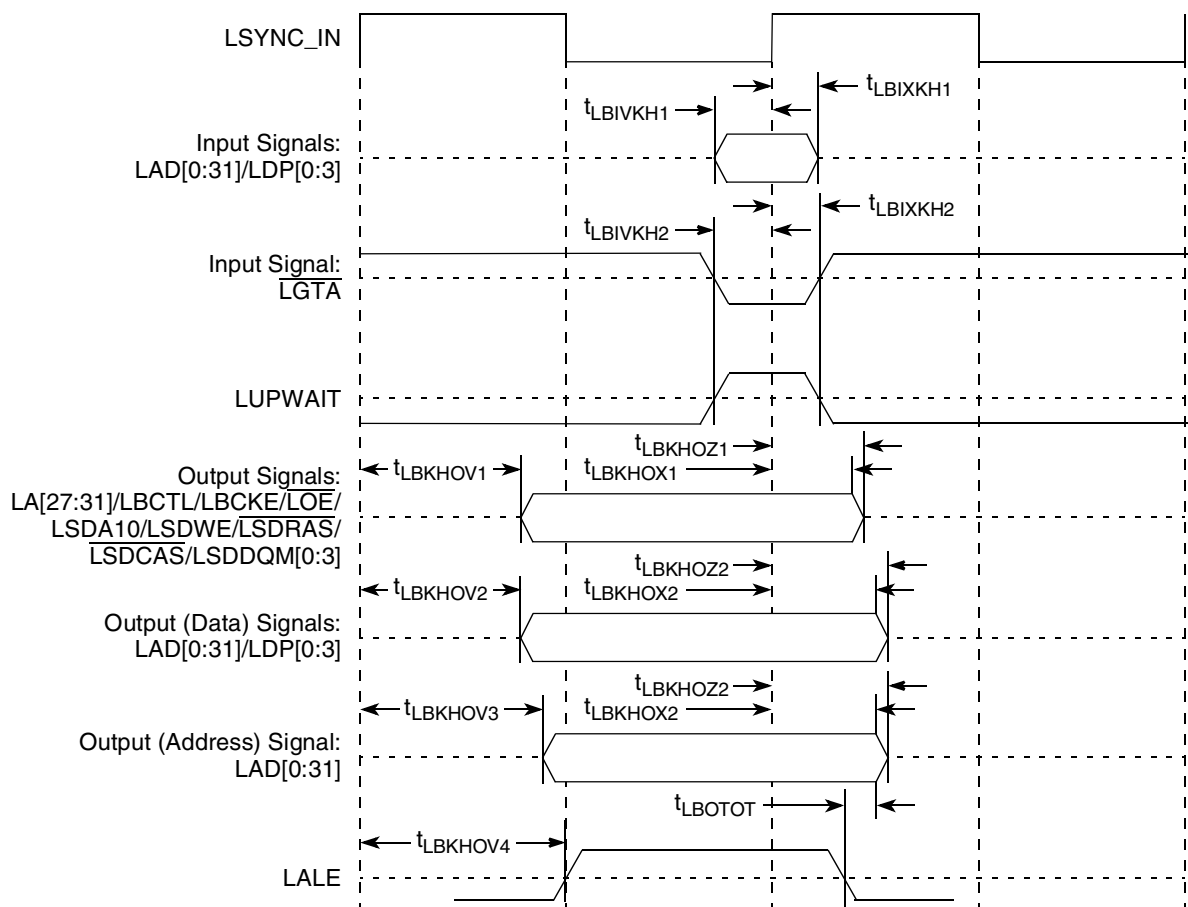 LSYNC_IN
tLBIXKH1
tLBIVKH1
Input Signals:
LAD[0:31]/LDP[0:3]
tLBIXKH2
tLBIVKH2
Input Signal:
LGTA
LUPWAIT
tLBKHOZ1
tLBKHOV1
tLBKHOX1
Output Signals:
LA[27:31]/LBCTL/LBCKE/LOE/
LSDA10/LSDWE/LSDRAS/
LSDCAS/LSDDQM[0:3]
tLBKHOZ2
tLBKHOV2
tLBKHOX2
Output (Data) Signals:
LAD[0:31]/LDP[0:3]
tLBKHOZ2
tLBKHOV3
tLBKHOX2
Output (Address) Signal:
LAD[0:31]
tLBOTOT
tLBKHOV4
LALE